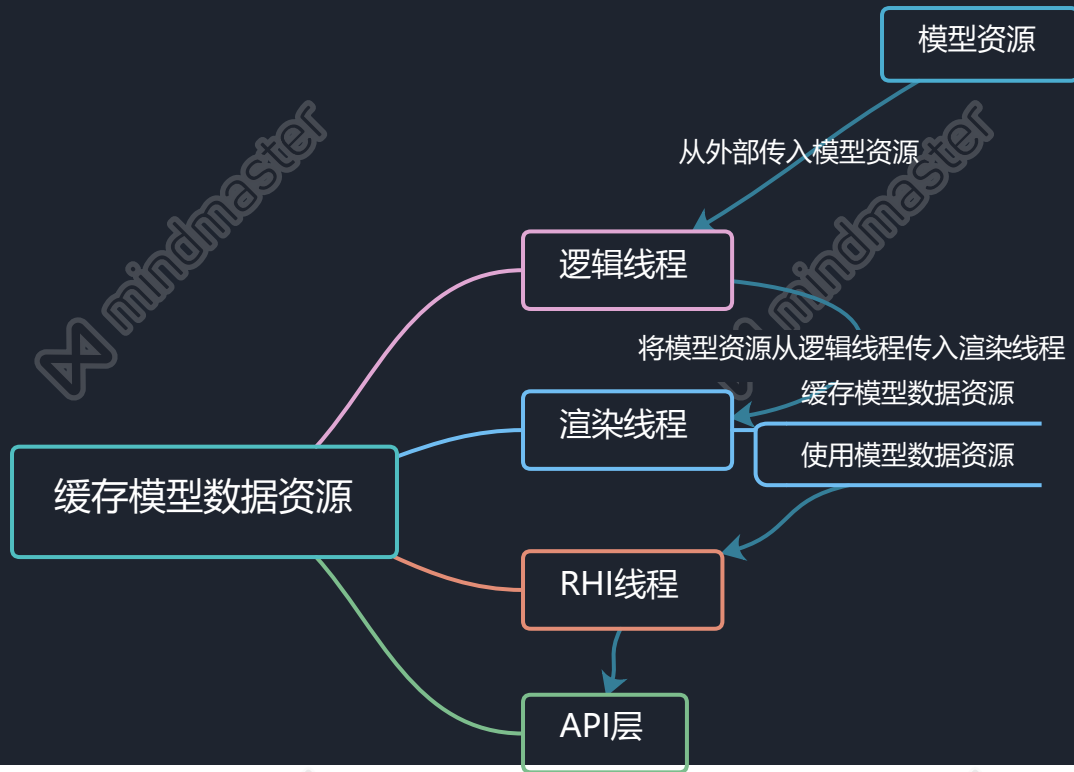 模型资源
从外部传入模型资源
mindmaster
mindmaster
逻辑线程
将模型资源从逻辑线程传入渲染线程
缓存模型数据资源
渲染线程
使用模型数据资源
缓存模型数据资源
RHI线程
API层